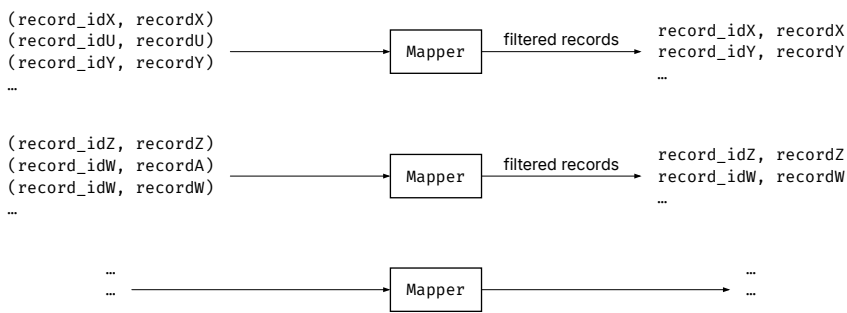 (record_idX, recordX)
(record_idU, recordU)
(record_idY, recordY)
…
Mapper
filtered records
record_idX, recordX
record_idY, recordY
…
(record_idZ, recordZ)
(record_idW, recordA)
(record_idW, recordW)
…
Mapper
filtered records
record_idZ, recordZ
record_idW, recordW
…
…
…
Mapper
…
…